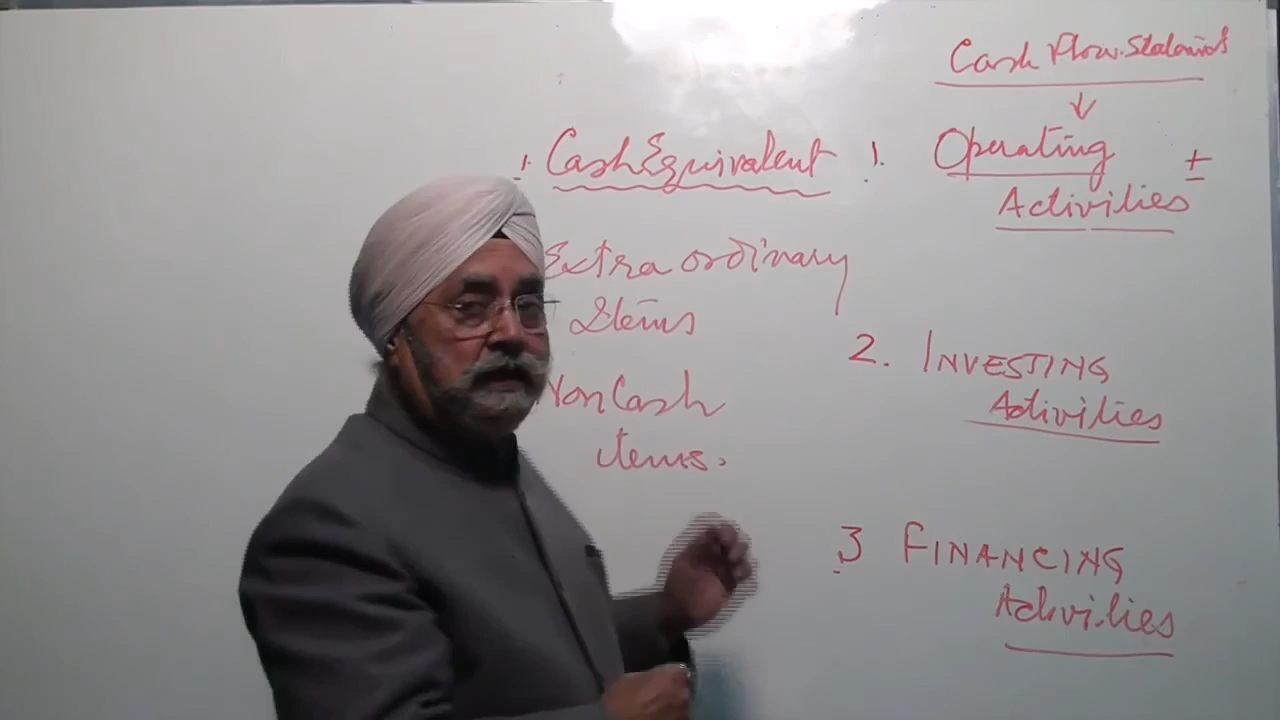 Cash Flow Statements
↓
1. Cash Equivalent
Extra ordinary
Items
Non Cash
items.
1. Operating ±
Activities
2. INVESTING
Activities
3 FINANCING
Activities